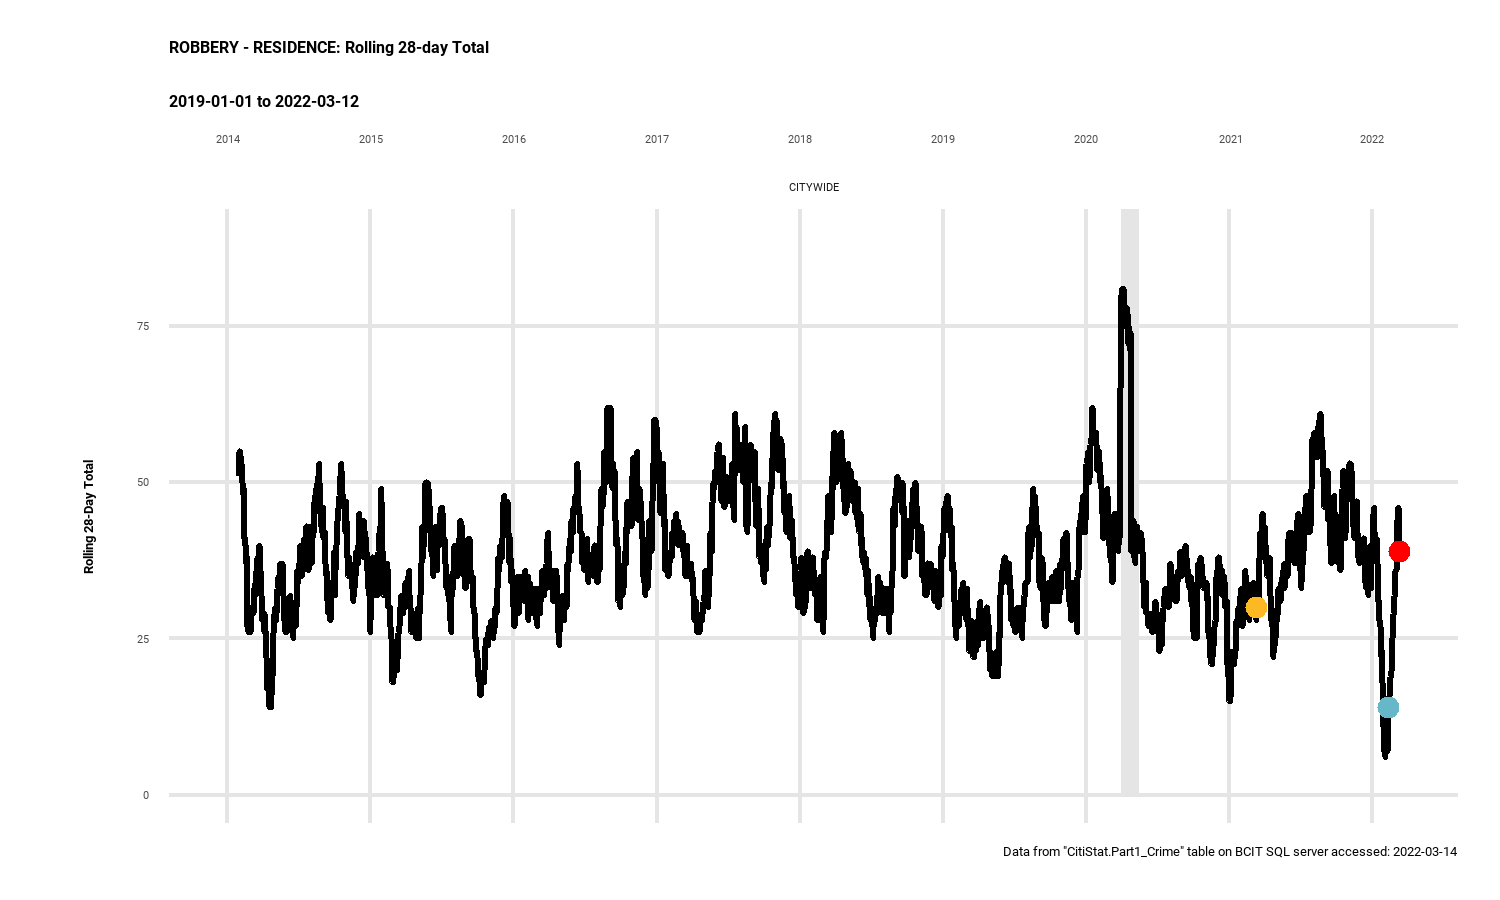 ROBBERY - RESIDENCE: Rolling 28-day Total
2019-01-01 to 2022-03-12
2014 2015 2016 2017 2018 2019 2020 2021 2022
CITYWIDE
75
50
25
0
Rolling 28-Day Total
Data from "CitiStat.Part1_Crime" table on BCIT SQL server accessed: 2022-03-14